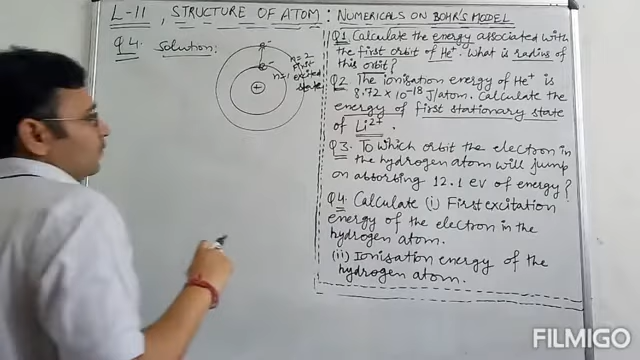 L-11, STRUCTURE OF ATOM: NUMERICALS ON BOHR'S MODEL
Q4. Solution:
e-
n=2
First
excited
state
e-
n=1
+
Q1 Calculate the energy associated with
the first orbit of He+. What is radius of
this orbit?
Q2 The ionisation energy of He+ is
8.72 × 10-18 J/atom. Calculate the
energy of first stationary state
of Li2+.
Q3. To which orbit the electron in
the hydrogen atom will jump
on absorbing 12.1 eV of energy?
Q4. Calculate (i) First excitation
energy of the electron in the
hydrogen atom.
(ii) Ionisation energy of the
hydrogen atom.
FILMIGO